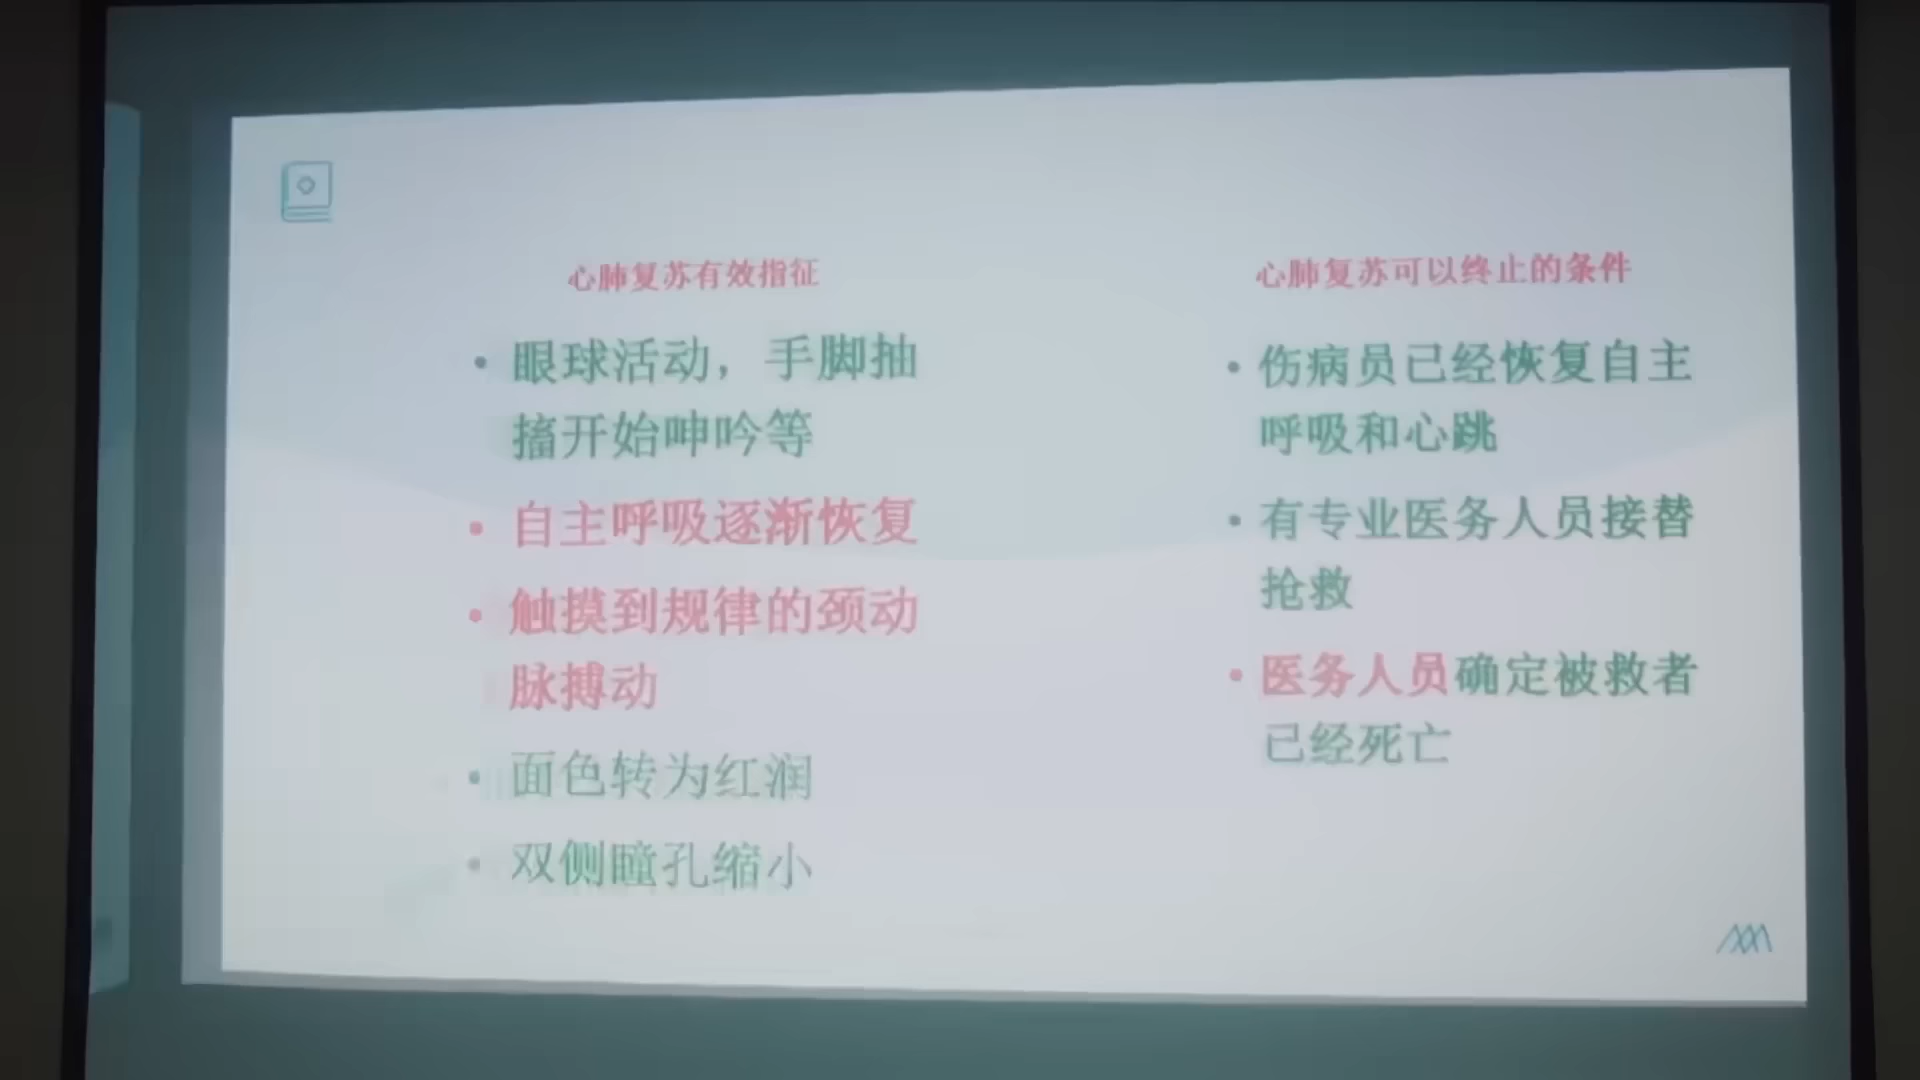 心肺复苏有效指征
眼球活动，手脚抽
搐开始呻吟等
自主呼吸逐渐恢复
触摸到规律的颈动
脉搏动
面色转为红润
双侧瞳孔缩小
心肺复苏可以终止的条件
伤病员已经恢复自主
呼吸和心跳
有专业医务人员接替
抢救
医务人员确定被救者
已经死亡